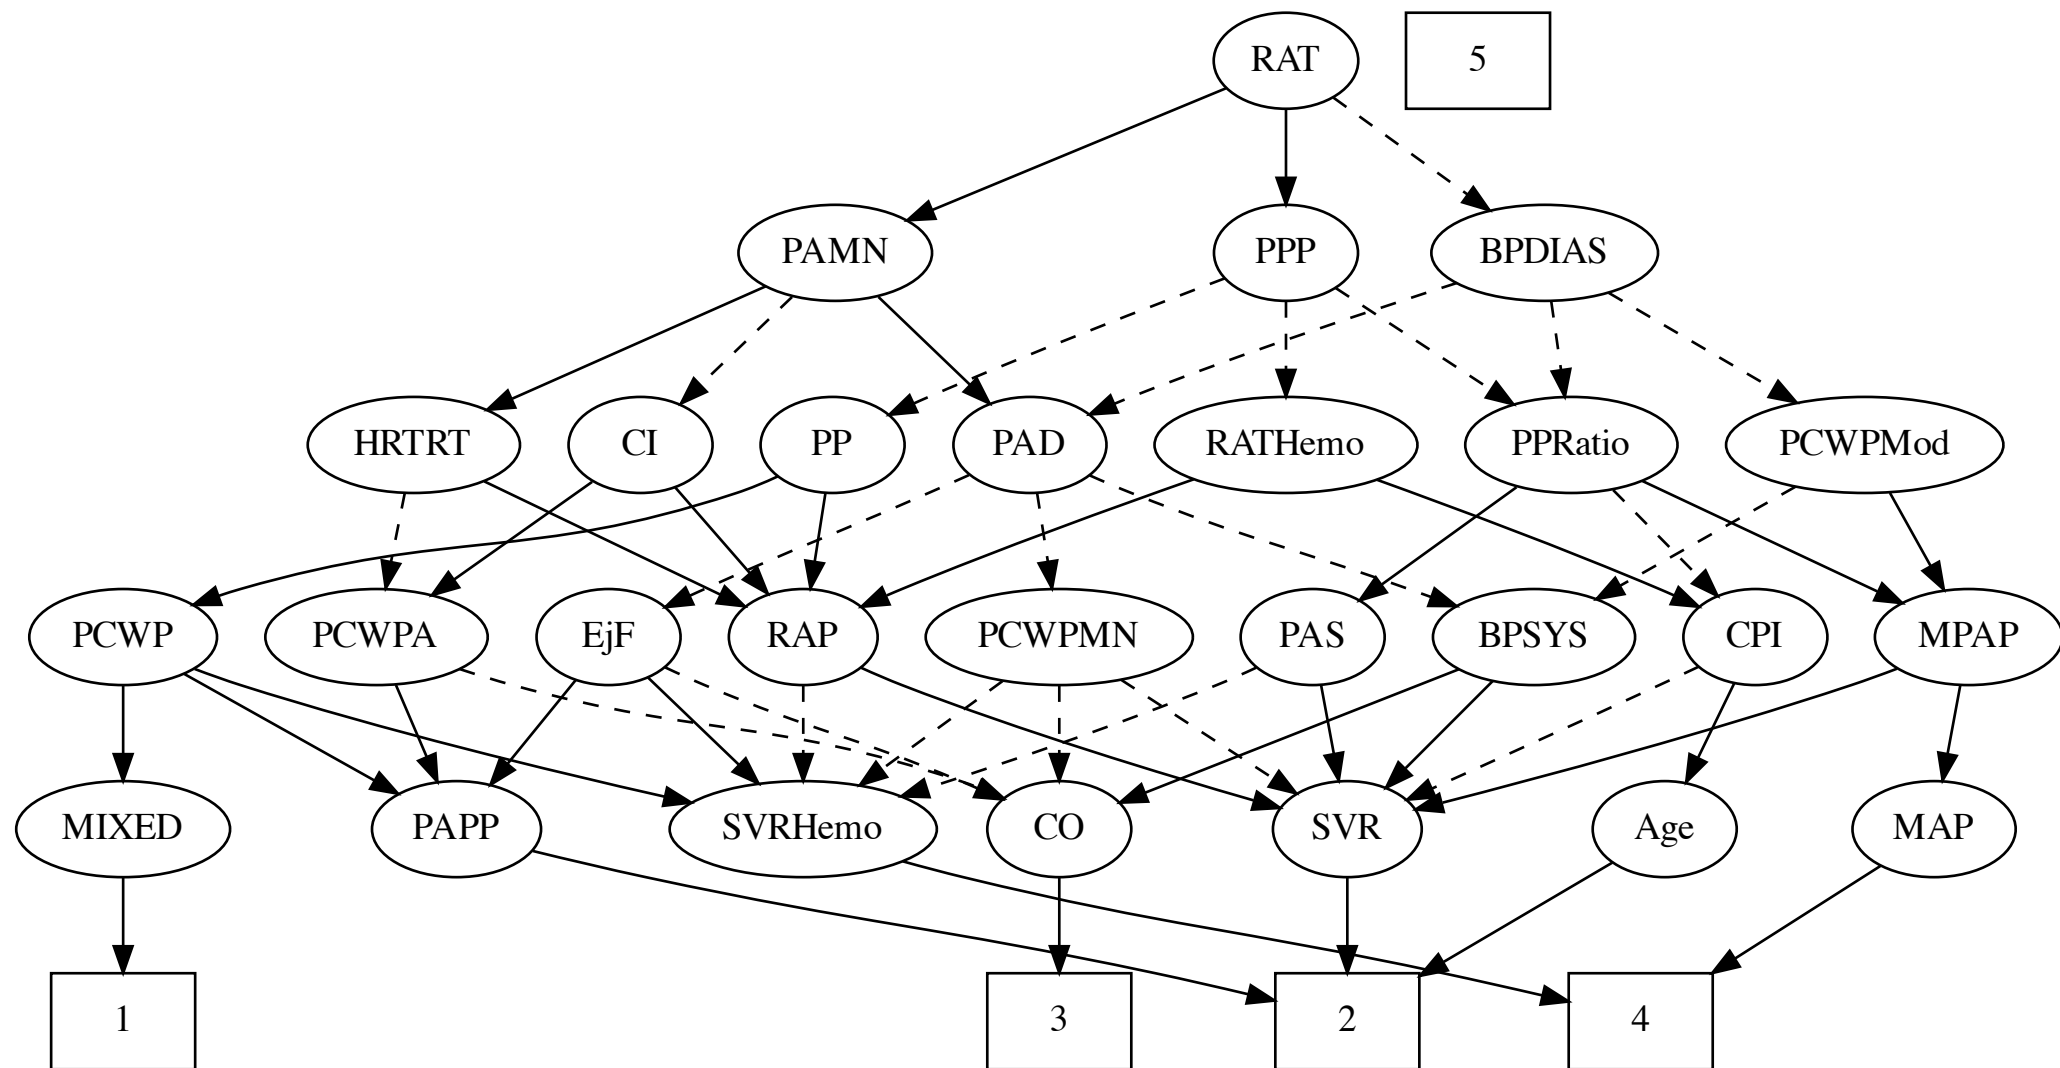 RAT
5
PAMN
PPP
BPDIAS
HRTRT
CI
PP
PAD
RATHemo
PPRatio
PCWPMod
PCWP
PCWPA
EjF
RAP
PCWPMN
PAS
BPSYS
CPI
MPAP
MIXED
PAPP
SVRHemo
CO
SVR
Age
MAP
1
3
2
4